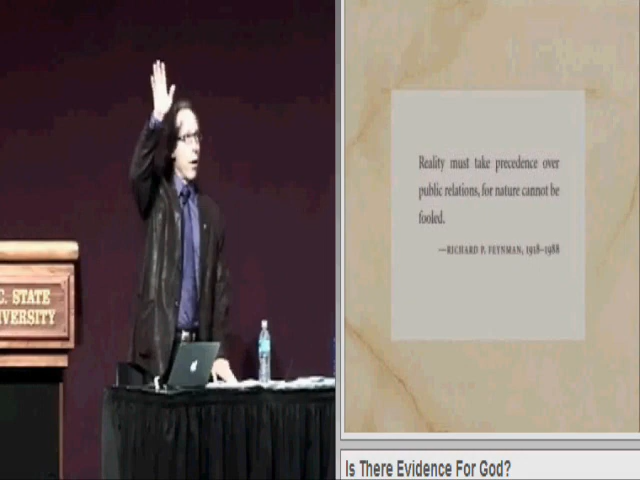 C. STATE
IVERSITY
Reality must take precedence over
public relations, for nature cannot be
fooled.
—RICHARD P. FEYNMAN, 1918–1988
Is There Evidence For God?